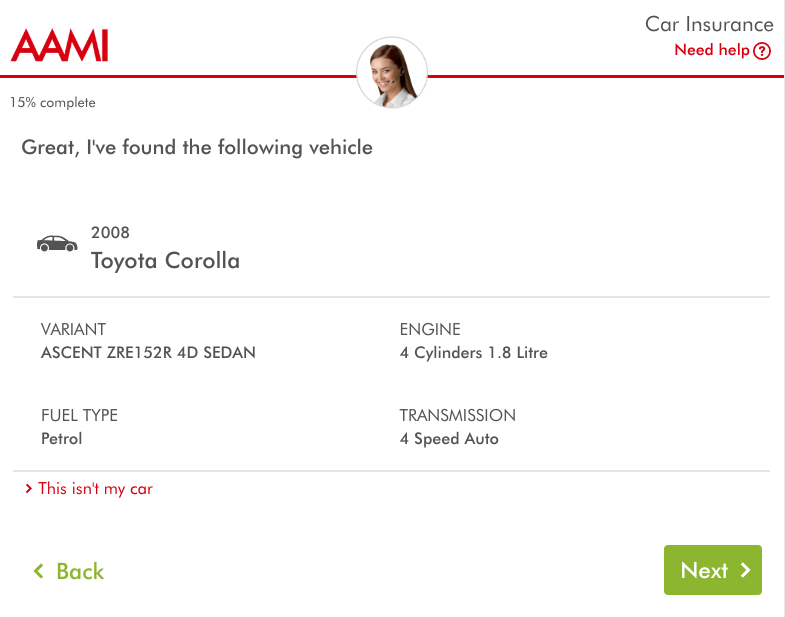 AAMI
Car Insurance
Need help ?
15% complete
Great, I've found the following vehicle
2008
Toyota Corolla
VARIANT
ASCENT ZRE152R 4D SEDAN
ENGINE
4 Cylinders 1.8 Litre
FUEL TYPE
Petrol
TRANSMISSION
4 Speed Auto
This isn't my car
Back
Next